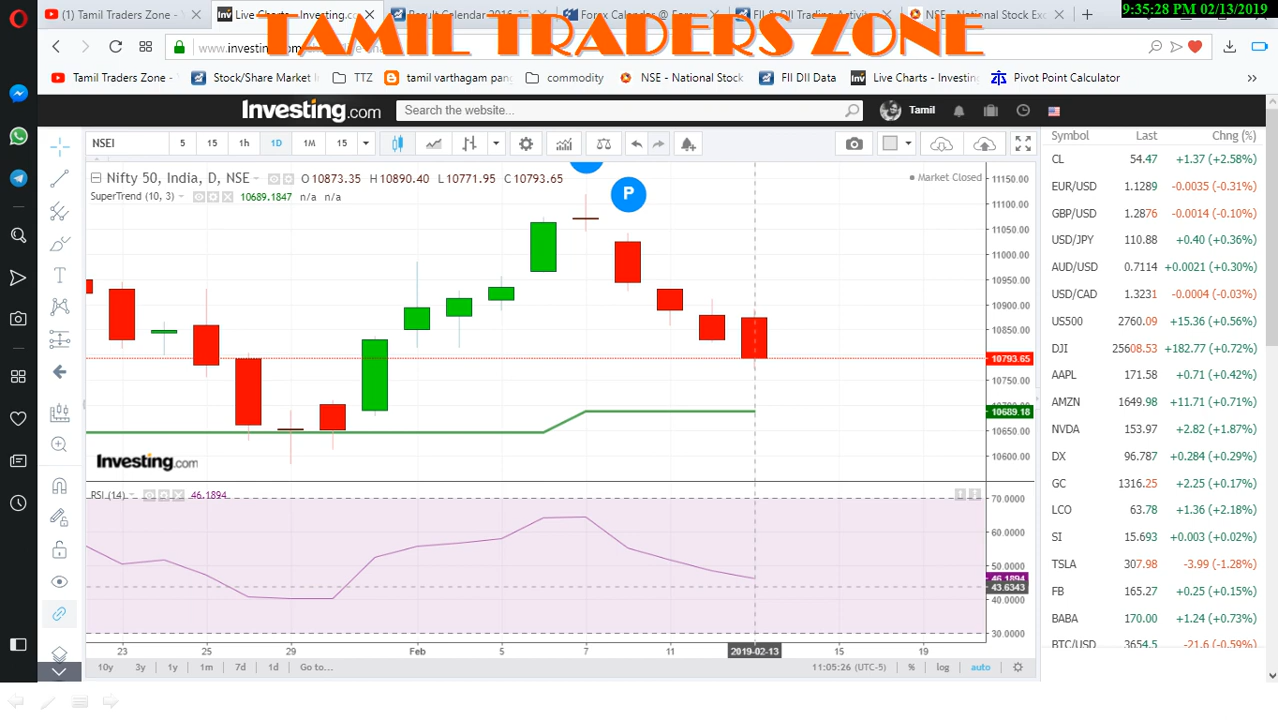 9:35:28 PM 02/13/2019
(1) Tamil Traders Zone -
Live Charts - Investing.c
Result Calendar 2016-17
Forex Calendar @ Forex
FII & DII Trading Activity
NSE - National Stock Exc
TAMIL TRADERS ZONE
www.investing.com
Tamil Traders Zone -
Stock/Share Market
TTZ
tamil varthagam pan
commodity
NSE - National Stock
FII DII Data
Live Charts - Investin
Pivot Point Calculator
Investing.com
Search the website...
Tamil
NSEI
5 15 1h 1D 1M 15
Nifty 50, India, D, NSE
O 10873.35 H 10890.40 L 10771.95 C 10793.65
Market Closed
SuperTrend (10, 3)
10689.1847 n/a n/a
P
11150.00
11100.00
11050.00
11000.00
10950.00
10900.00
10850.00
10793.65
10750.00
10689.18
10650.00
10600.00
Investing.com
RSI (14)
46.1894
70.0000
60.0000
50.0000
46.1894
43.6343
40.0000
30.0000
23 25 29 Feb 5 7 11 2019-02-13 15 19
10y 3y 1y 1m 7d 1d Go to...
11:05:26 (UTC-5) % log auto
Symbol Last Chng (%)
CL 54.47 +1.37 (+2.58%)
EUR/USD 1.1289 -0.0035 (-0.31%)
GBP/USD 1.2876 -0.0014 (-0.10%)
USD/JPY 110.88 +0.40 (+0.36%)
AUD/USD 0.7114 +0.0021 (+0.30%)
USD/CAD 1.3231 -0.0004 (-0.03%)
US500 2760.09 +15.36 (+0.56%)
DJI 25608.53 +182.77 (+0.72%)
AAPL 171.58 +0.71 (+0.42%)
AMZN 1649.98 +11.71 (+0.71%)
NVDA 153.97 +2.82 (+1.87%)
DX 96.787 +0.284 (+0.29%)
GC 1316.25 +2.25 (+0.17%)
LCO 63.78 +1.36 (+2.18%)
SI 15.693 +0.003 (+0.02%)
TSLA 307.98 -3.99 (-1.28%)
FB 165.27 +0.25 (+0.15%)
BABA 170.00 +1.24 (+0.73%)
BTC/USD 3654.5 -21.6 (-0.59%)